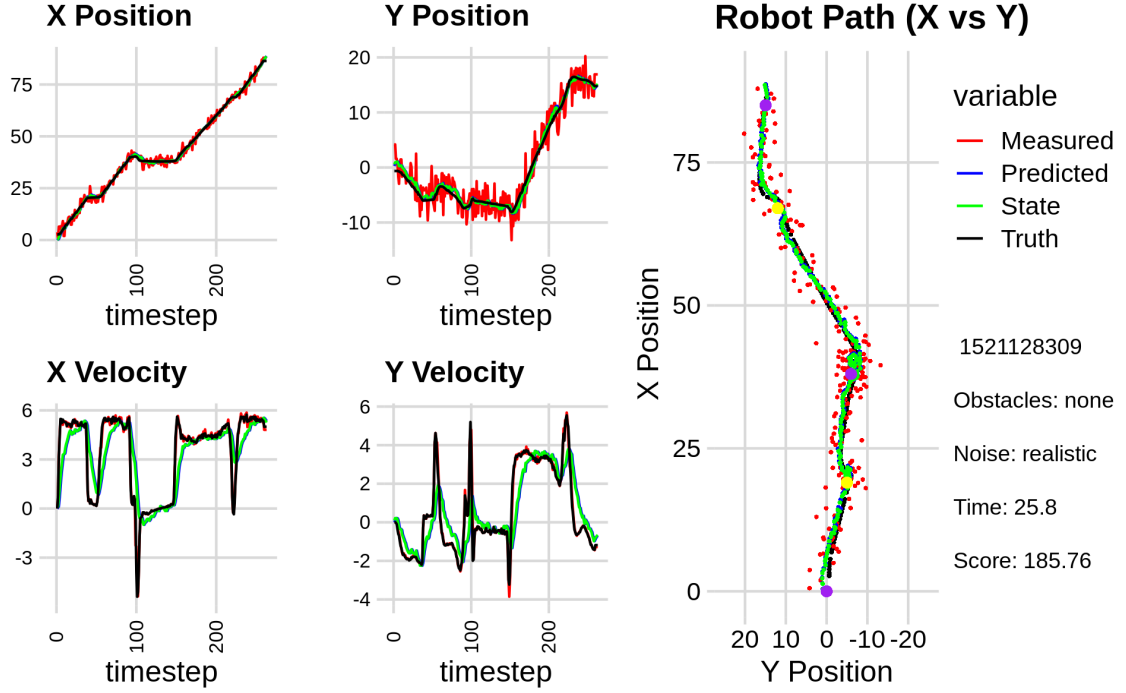 X Position
75
50
25
0
0
100
200
timestep
Y Position
20
10
0
-10
0
100
200
timestep
X Velocity
6
3
0
-3
0
100
200
timestep
Y Velocity
6
4
2
0
-2
-4
0
100
200
timestep
Robot Path (X vs Y)
X Position
75
50
25
0
20 10 0 -10 -20
Y Position
variable
Measured
Predicted
State
Truth
1521128309
Obstacles: none
Noise: realistic
Time: 25.8
Score: 185.76